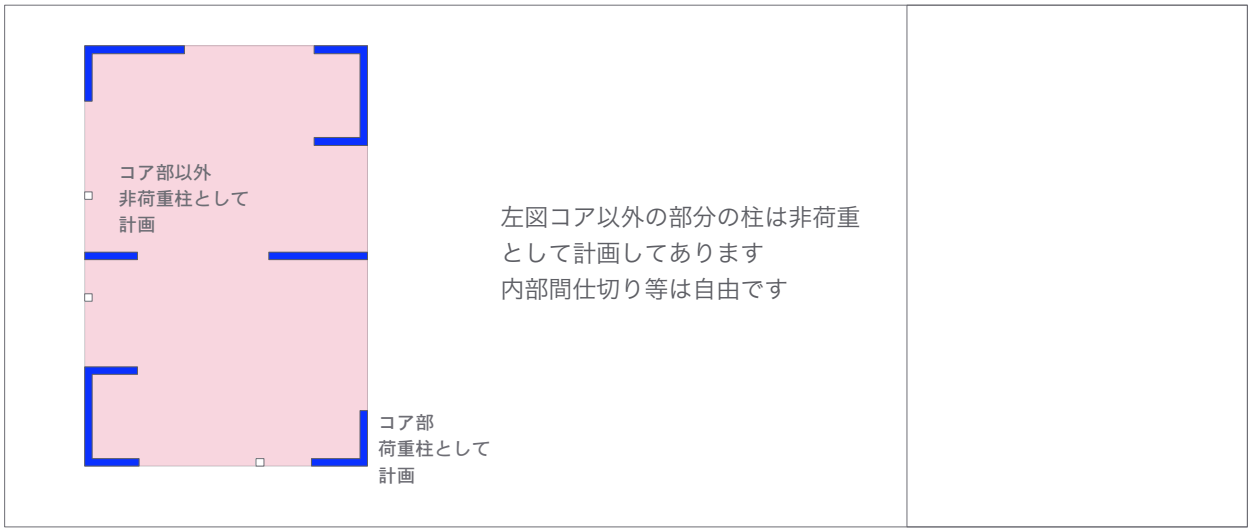 コア部以外
非荷重柱として
計画
左図コア以外の部分の柱は非荷重
として計画してあります
内部間仕切り等は自由です
コア部
荷重柱として
計画